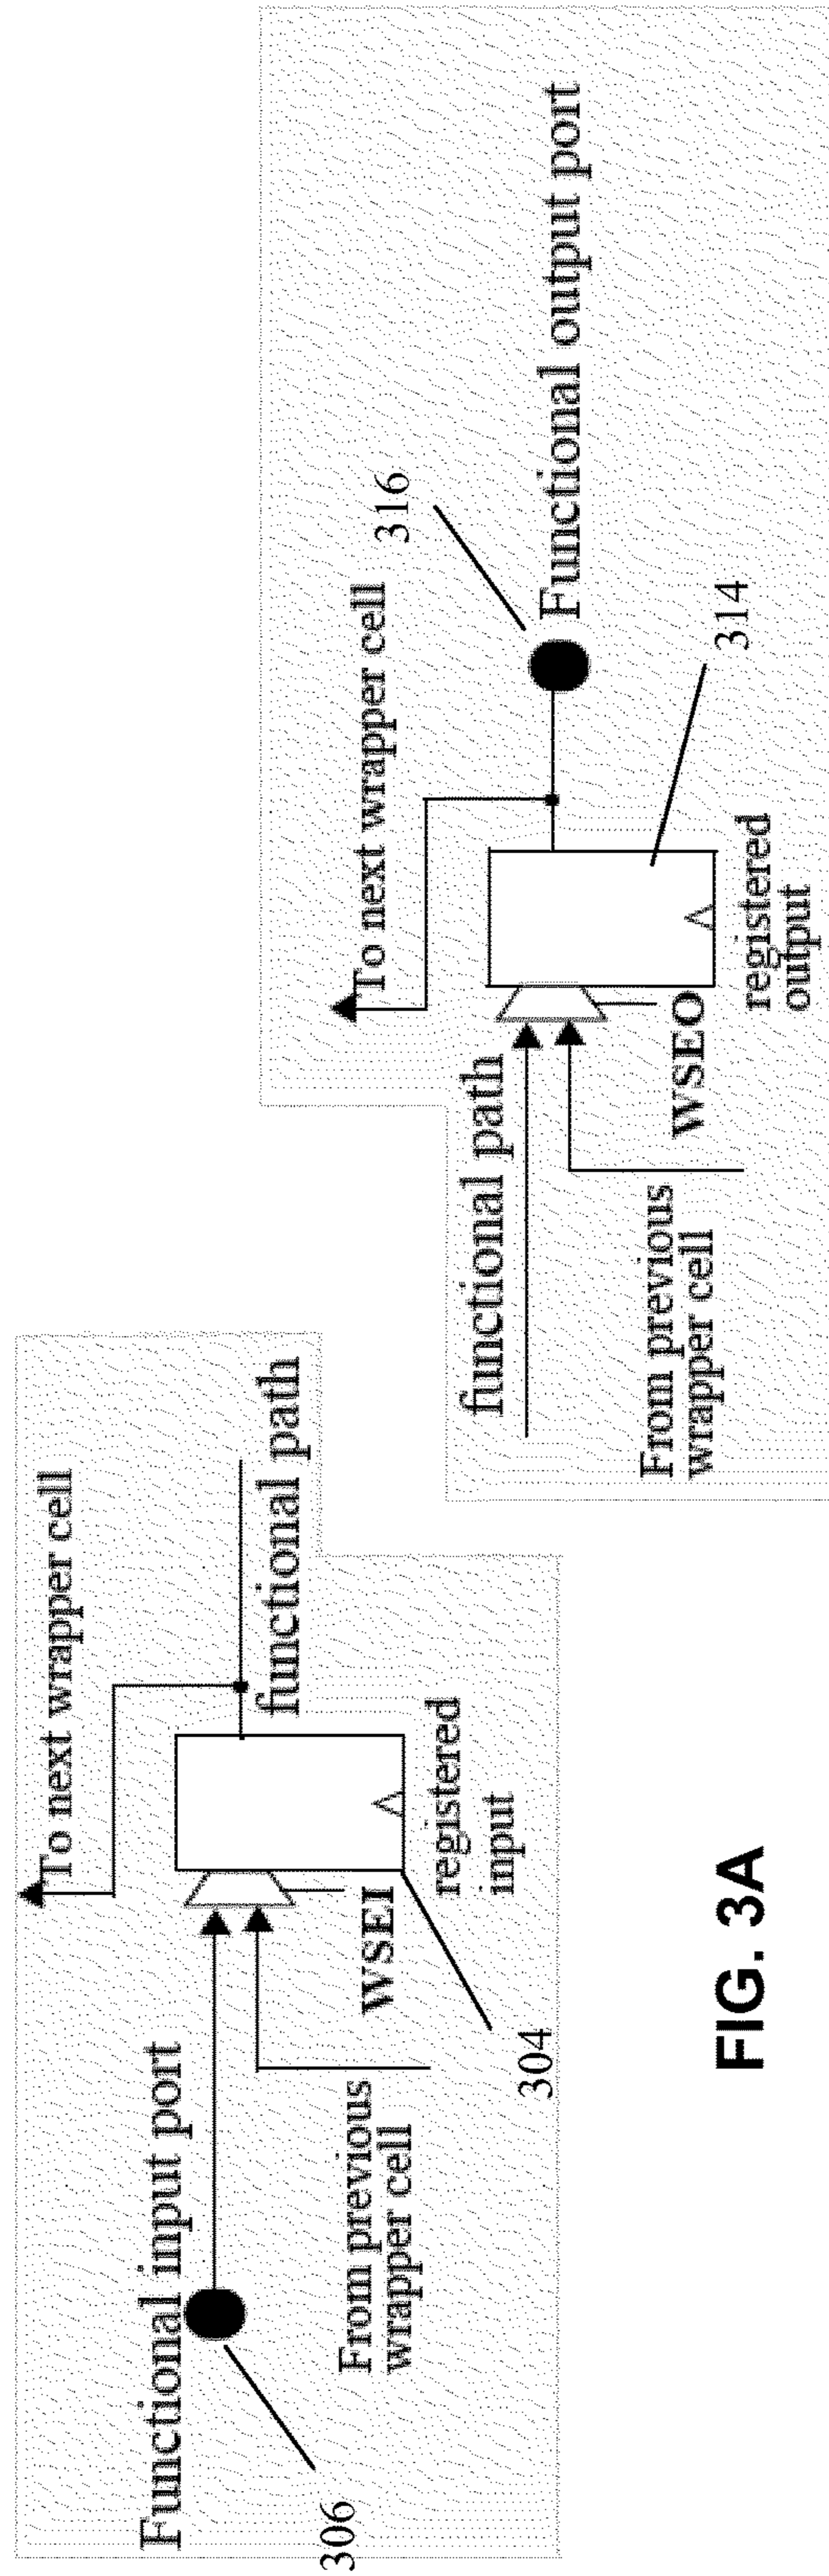 To next wrapper cell
Functional input port
functional path
306
From previous
wrapper cell
WSEI
registered
input
304
To next wrapper cell
316
functional path
Functional output port
From previous
wrapper cell
WSEO
314
registered
output
FIG. 3A